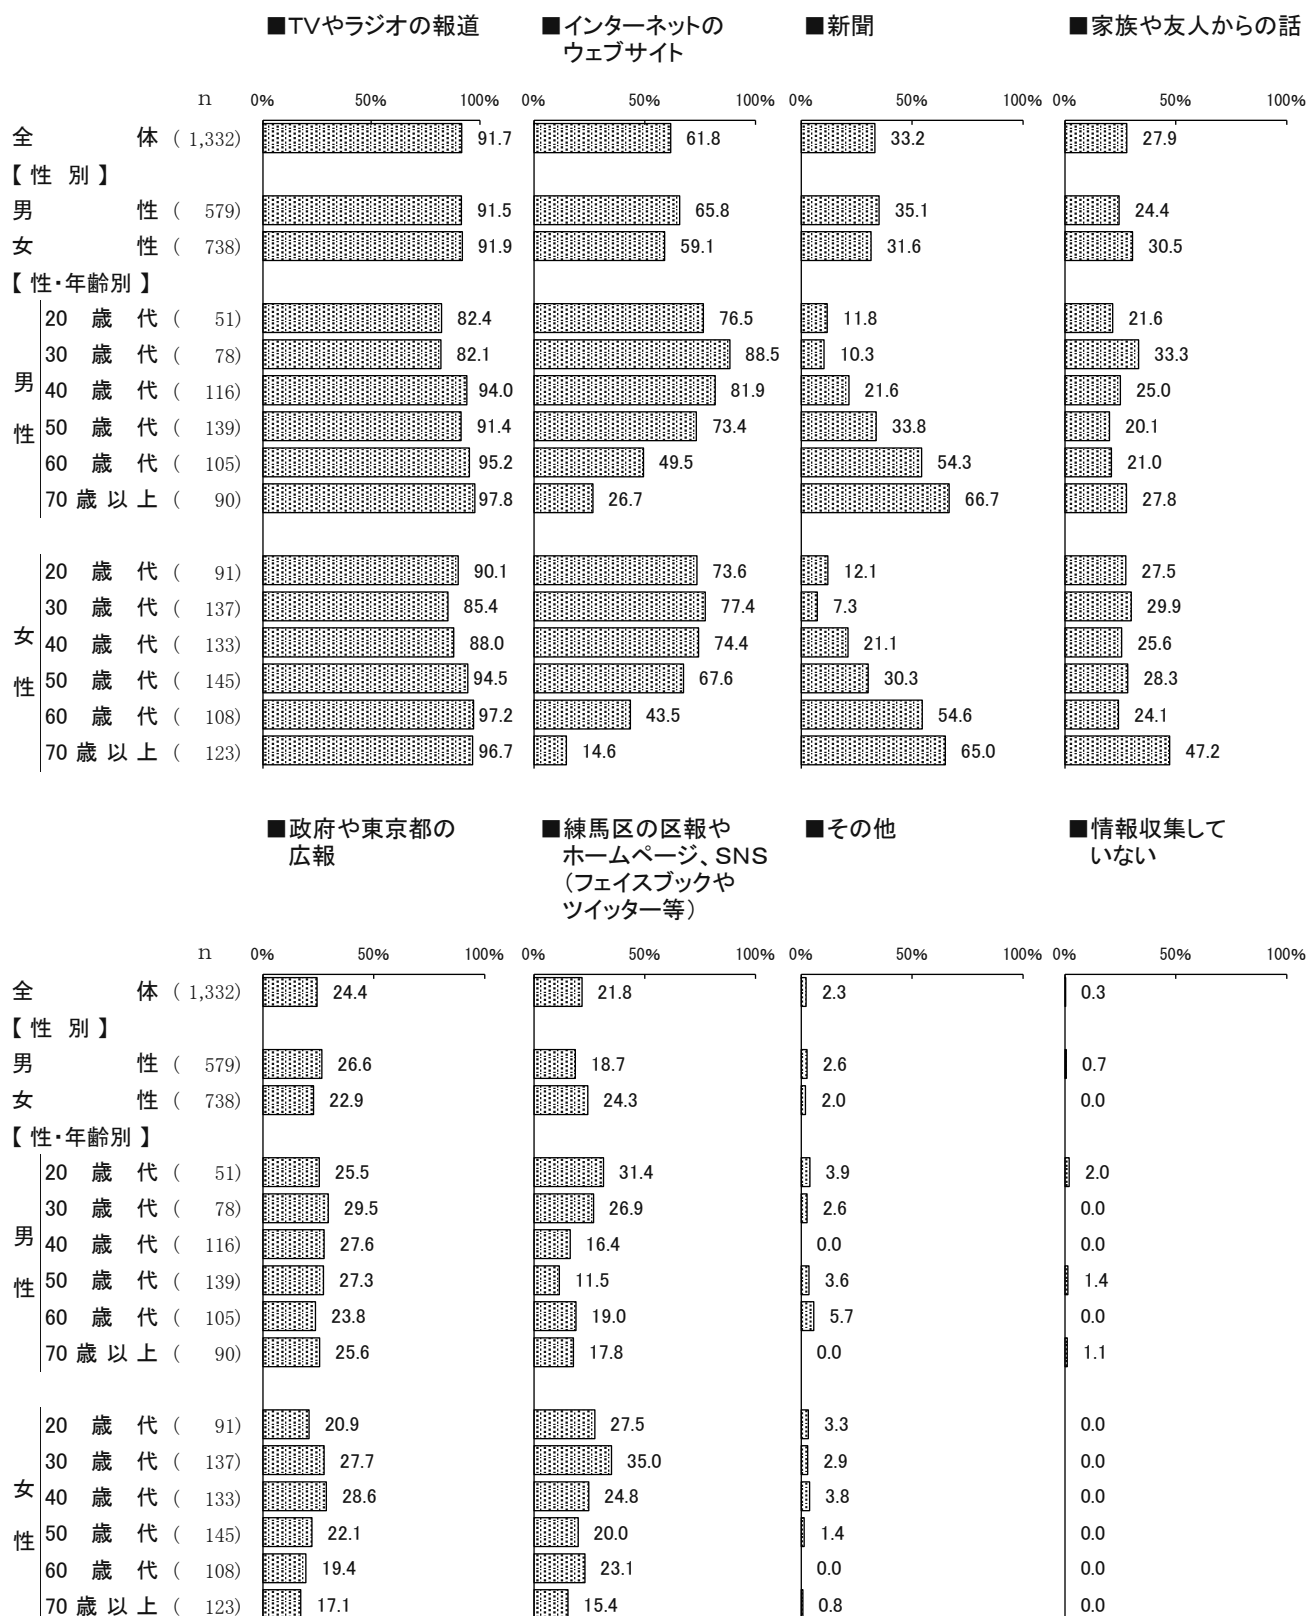 ■TVやラジオの報道 ■インターネットの ■新聞 ■家族や友人からの話
ウェブサイト
n 0% 50% 100% 0% 50% 100% 0% 50% 100% 0% 50% 100%
全 体 ( 1,332) 91.7 61.8 33.2 27.9
【 性 別 】
男 性 ( 579) 91.5 65.8 35.1 24.4
女 性 ( 738) 91.9 59.1 31.6 30.5
【 性・年齢別 】
男性
20 歳 代 ( 51) 82.4 76.5 11.8 21.6
30 歳 代 ( 78) 82.1 88.5 10.3 33.3
40 歳 代 ( 116) 94.0 81.9 21.6 25.0
50 歳 代 ( 139) 91.4 73.4 33.8 20.1
60 歳 代 ( 105) 95.2 49.5 54.3 21.0
70 歳 以 上 ( 90) 97.8 26.7 66.7 27.8
女性
20 歳 代 ( 91) 90.1 73.6 12.1 27.5
30 歳 代 ( 137) 85.4 77.4 7.3 29.9
40 歳 代 ( 133) 88.0 74.4 21.1 25.6
50 歳 代 ( 145) 94.5 67.6 30.3 28.3
60 歳 代 ( 108) 97.2 43.5 54.6 24.1
70 歳 以 上 ( 123) 96.7 14.6 65.0 47.2
■政府や東京都の ■練馬区の区報や ■その他 ■情報収集して
広報 ホームページ、SNS いない
(フェイスブックや
ツイッター等)
n 0% 50% 100% 0% 50% 100% 0% 50% 100% 0% 50% 100%
全 体 ( 1,332) 24.4 21.8 2.3 0.3
【 性 別 】
男 性 ( 579) 26.6 18.7 2.6 0.7
女 性 ( 738) 22.9 24.3 2.0 0.0
【 性・年齢別 】
男性
20 歳 代 ( 51) 25.5 31.4 3.9 2.0
30 歳 代 ( 78) 29.5 26.9 2.6 0.0
40 歳 代 ( 116) 27.6 16.4 0.0 0.0
50 歳 代 ( 139) 27.3 11.5 3.6 1.4
60 歳 代 ( 105) 23.8 19.0 5.7 0.0
70 歳 以 上 ( 90) 25.6 17.8 0.0 1.1
女性
20 歳 代 ( 91) 20.9 27.5 3.3 0.0
30 歳 代 ( 137) 27.7 35.0 2.9 0.0
40 歳 代 ( 133) 28.6 24.8 3.8 0.0
50 歳 代 ( 145) 22.1 20.0 1.4 0.0
60 歳 代 ( 108) 19.4 23.1 0.0 0.0
70 歳 以 上 ( 123) 17.1 15.4 0.8 0.0